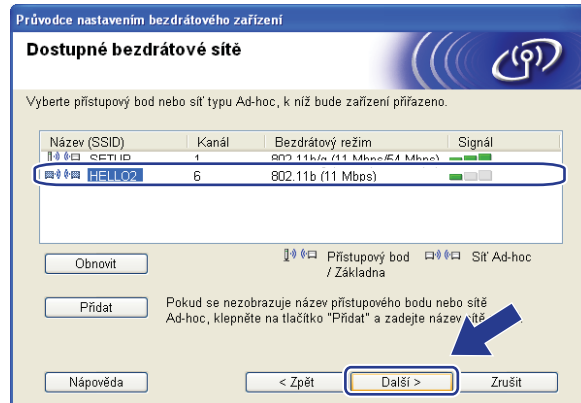 Průvodce nastavením bezdrátového zařízení
Dostupné bezdrátové sítě
Vyberte přístupový bod nebo síť typu Ad-hoc, k níž bude zařízení přiřazeno.
Název (SSID) Kanál Bezdrátový režim Signál
SETUP 1 802.11b/g (11 Mbps/54 Mbps)
HELLO2 6 802.11b (11 Mbps)
Obnovit
Přístupový bod / Základna
Síť Ad-hoc
Přidat
Pokud se nezobrazuje název přístupového bodu nebo sítě
Ad-hoc, klepněte na tlačítko "Přidat" a zadejte název
Nápověda
< Zpět
Další >
Zrušit